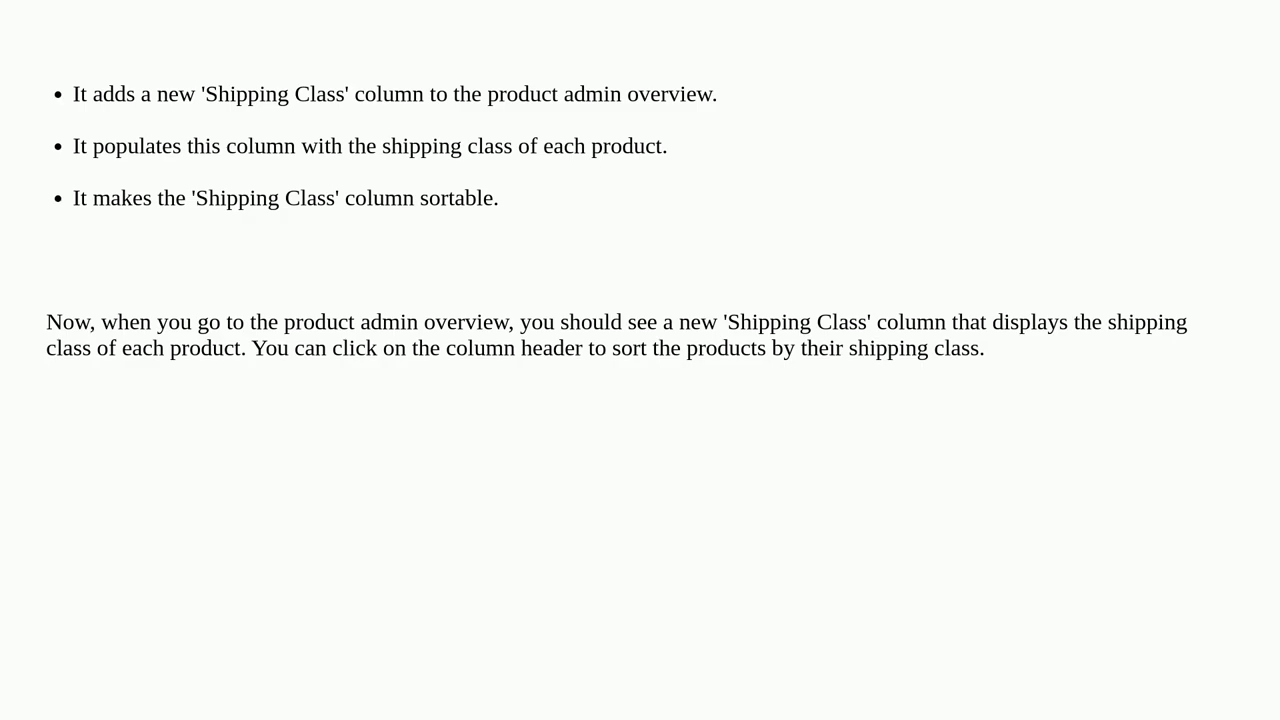 • It adds a new 'Shipping Class' column to the product admin overview.
• It populates this column with the shipping class of each product.
• It makes the 'Shipping Class' column sortable.
Now, when you go to the product admin overview, you should see a new 'Shipping Class' column that displays the shipping
class of each product. You can click on the column header to sort the products by their shipping class.